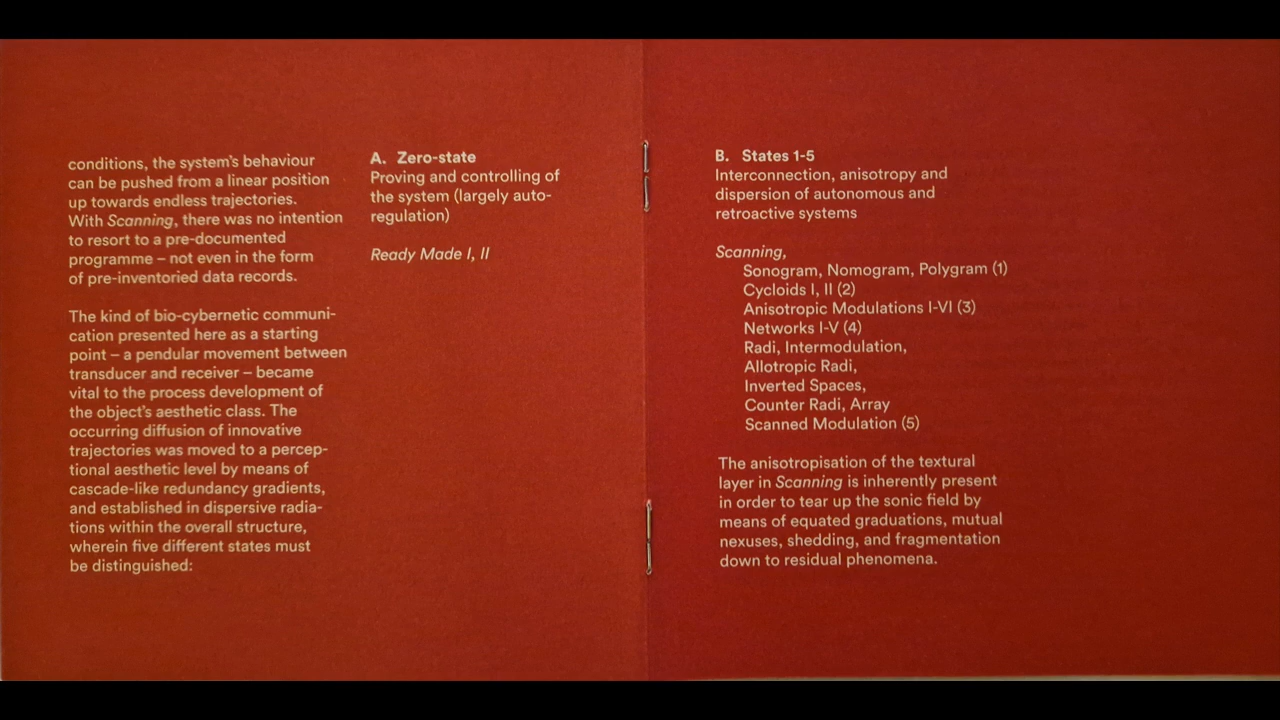 conditions, the system's behaviour
can be pushed from a linear position
up towards endless trajectories.
With Scanning, there was no intention
to resort to a pre-documented
programme – not even in the form
of pre-inventoried data records.
The kind of bio-cybernetic communi-
cation presented here as a starting
point – a pendular movement between
transducer and receiver – became
vital to the process development of
the object's aesthetic class. The
occurring diffusion of innovative
trajectories was moved to a percep-
tional aesthetic level by means of
cascade-like redundancy gradients,
and established in dispersive radia-
tions within the overall structure,
wherein five different states must
be distinguished:
A. Zero-state
Proving and controlling of
the system (largely auto-
regulation)
Ready Made I, II
B. States 1-5
Interconnection, anisotropy and
dispersion of autonomous and
retroactive systems
Scanning,
Sonogram, Nomogram, Polygram (1)
Cycloids I, II (2)
Anisotropic Modulations I-VI (3)
Networks I-V (4)
Radi, Intermodulation,
Allotropic Radi,
Inverted Spaces,
Counter Radi, Array
Scanned Modulation (5)
The anisotropisation of the textural
layer in Scanning is inherently present
in order to tear up the sonic field by
means of equated graduations, mutual
nexuses, shedding, and fragmentation
down to residual phenomena.